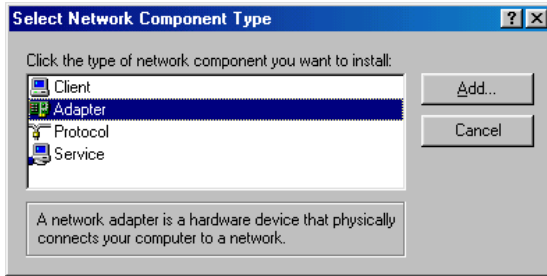 Select Network Component Type
Click the type of network component you want to install:
Client
Adapter
Protocol
Service
Add...
Cancel
A network adapter is a hardware device that physically
connects your computer to a network.